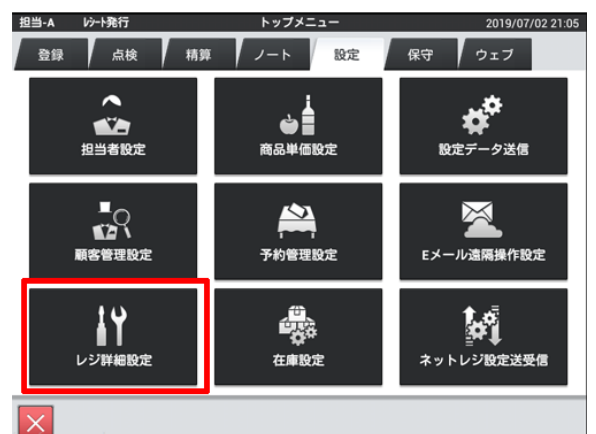 担当-A ﾚｼｰﾄ発行 トップメニュー 2019/07/02 21:05
登録 点検 精算 ノート 設定 保守 ウェブ
担当者設定 商品単価設定 設定データ送信
顧客管理設定 予約管理設定 Eメール遠隔操作設定
レジ詳細設定 在庫設定 ネットレジ設定送受信